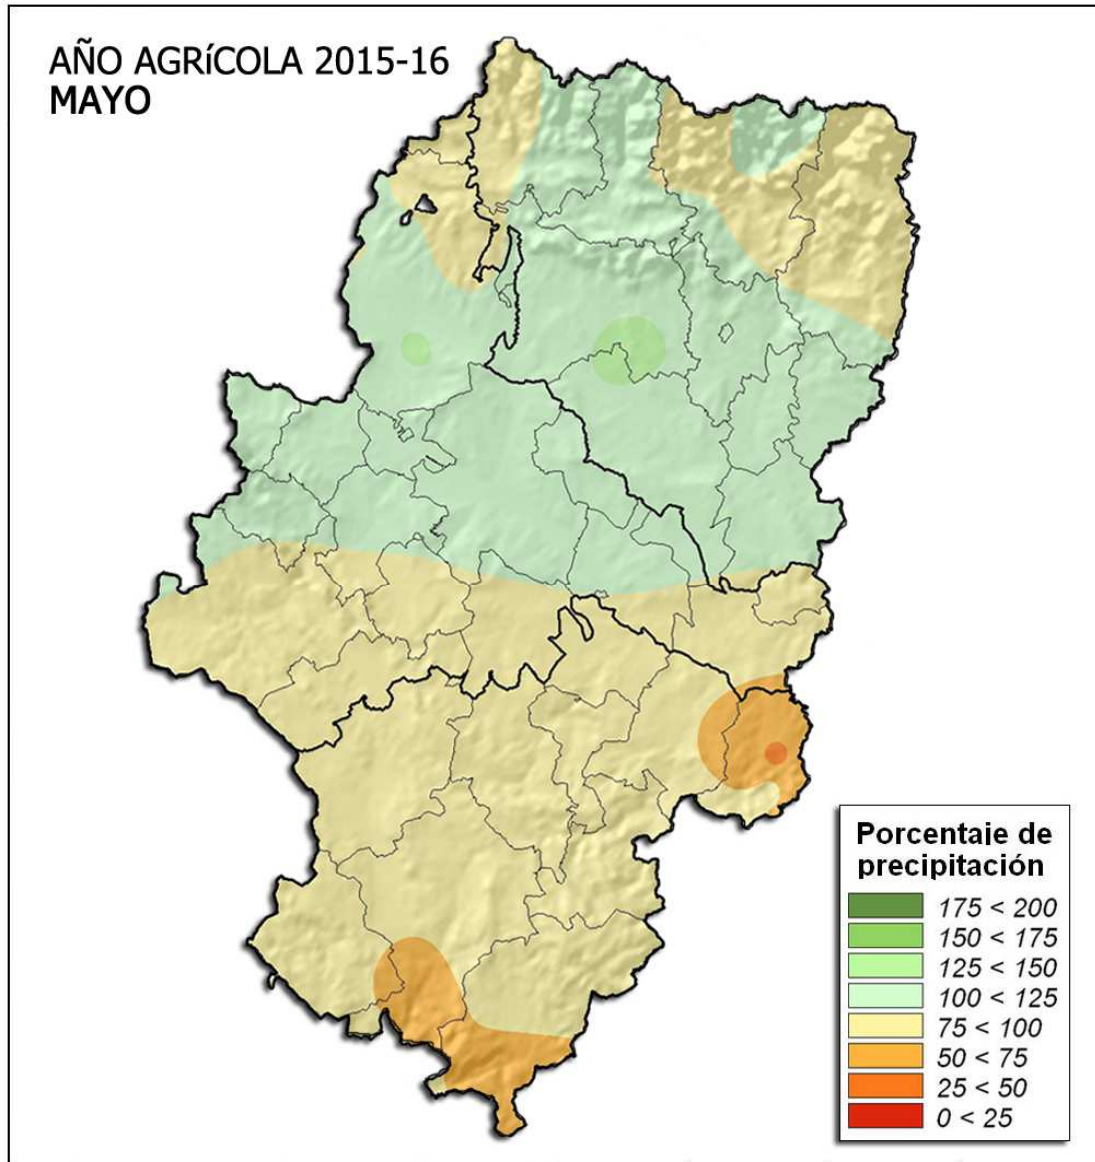 AÑO AGRíCOLA 2015-16
MAYO
Porcentaje de
precipitación
175 < 200
150 < 175
125 < 150
100 < 125
75 < 100
50 < 75
25 < 50
0 < 25